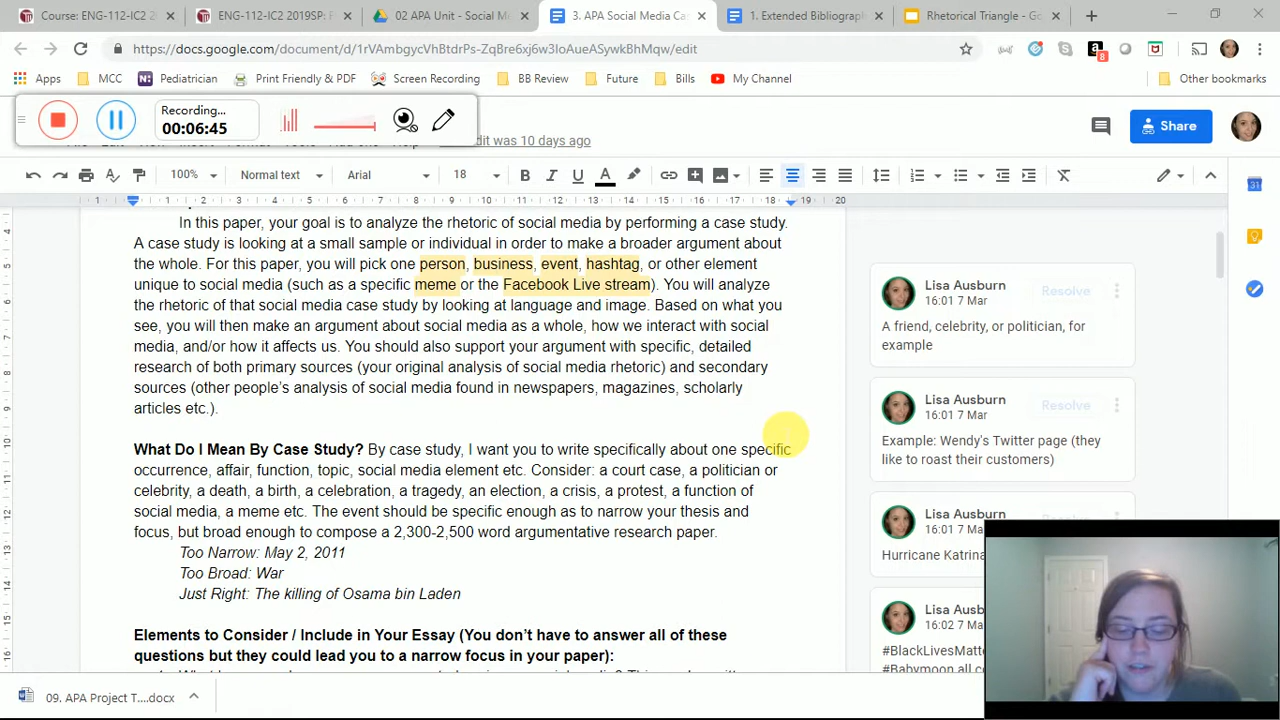 Course: ENG-112-IC2 2019SP:
ENG-112-IC2 2019SP: F
02 APA Unit - Social M
3. APA Social Media Ca
1. Extended Bibliograph
Rhetorical Triangle - Go
https://docs.google.com/document/d/1rVAmbgycVhBtdrPs-ZqBre6xj6w3IoAueASywkBhMqw/edit
8
Apps
MCC
Pediatrician
Print Friendly & PDF
Screen Recording
BB Review
Future
Bills
My Channel
Other bookmarks
Recording...
00:06:45
dit was 10 days ago
Share
100%
Normal text
Arial
18
In this paper, your goal is to analyze the rhetoric of social media by performing a case study.
A case study is looking at a small sample or individual in order to make a broader argument about
the whole. For this paper, you will pick one person, business, event, hashtag, or other element
unique to social media (such as a specific meme or the Facebook Live stream). You will analyze
the rhetoric of that social media case study by looking at language and image. Based on what you
see, you will then make an argument about social media as a whole, how we interact with social
media, and/or how it affects us. You should also support your argument with specific, detailed
research of both primary sources (your original analysis of social media rhetoric) and secondary
sources (other people's analysis of social media found in newspapers, magazines, scholarly
articles etc.).
What Do I Mean By Case Study? By case study, I want you to write specifically about one specific
occurrence, affair, function, topic, social media element etc. Consider: a court case, a politician or
celebrity, a death, a birth, a celebration, a tragedy, an election, a crisis, a protest, a function of
social media, a meme etc. The event should be specific enough as to narrow your thesis and
focus, but broad enough to compose a 2,300-2,500 word argumentative research paper.
Too Narrow: May 2, 2011
Too Broad: War
Just Right: The killing of Osama bin Laden
Elements to Consider / Include in Your Essay (You don't have to answer all of these
questions but they could lead you to a narrow focus in your paper):
Lisa Ausburn
16:01 7 Mar
Resolve
A friend, celebrity, or politician, for
example
Lisa Ausburn
16:01 7 Mar
Resolve
Example: Wendy's Twitter page (they
like to roast their customers)
Lisa Ausburn
16:01 7 Mar
Hurricane Katrina
Lisa Ausburn
16:02 7 Mar
#BlackLivesMatte
#Babymoon all c
09. APA Project T....docx